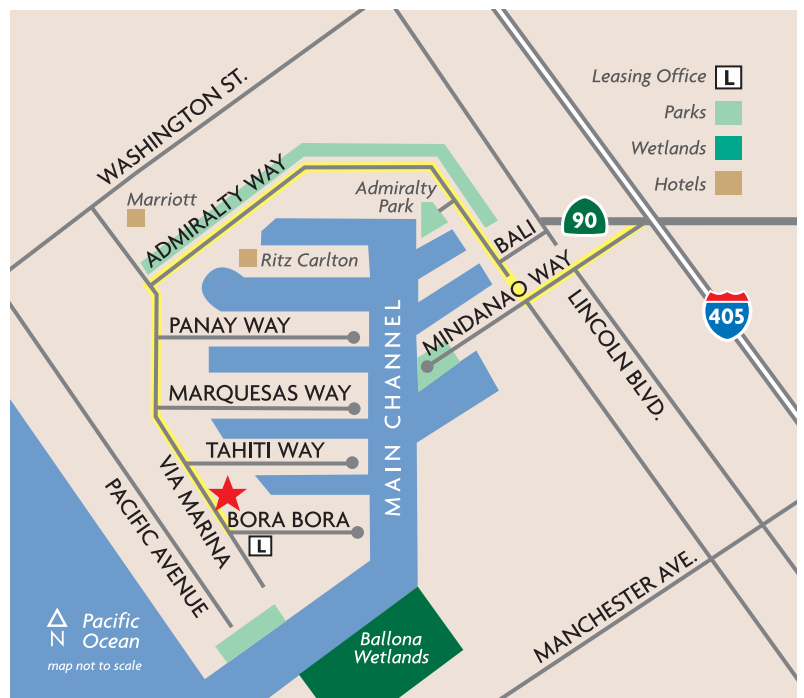 WASHINGTON ST.
Leasing Office L
Parks
Wetlands
Hotels
Marriott
ADMIRALTY WAY
Admiralty
Park
BALI
90
Ritz Carlton
MINDANAO WAY
405
PANAY WAY
MAIN CHANNEL
LINCOLN BLVD.
MARQUESAS WAY
TAHITI WAY
VIA MARINA
PACIFIC AVENUE
BORA BORA
L
MANCHESTER AVE.
N
Pacific
Ocean
map not to scale
Ballona
Wetlands